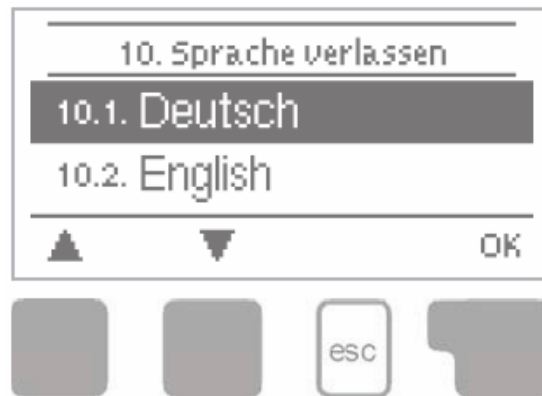 10. Sprache verlassen
10.1. Deutsch
10.2. English
▲ ▼ OK
esc